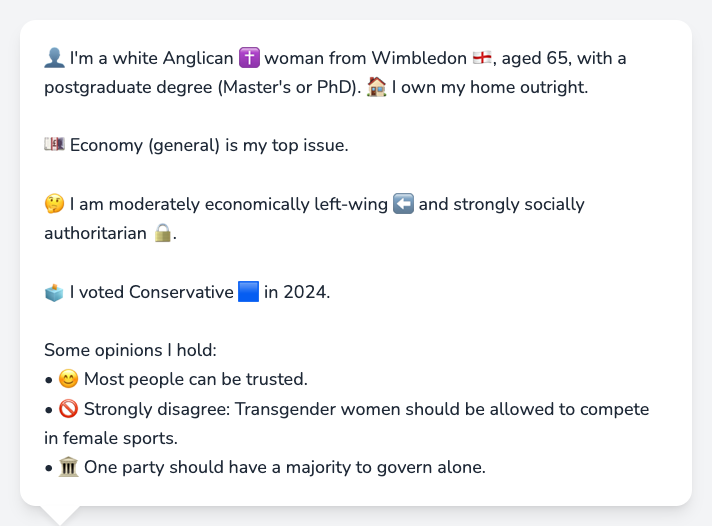 👤 I'm a white Anglican ✝️ woman from Wimbledon 🏴󠁧󠁢󠁥󠁮󠁧󠁿, aged 65, with a
postgraduate degree (Master's or PhD). 🏠 I own my home outright.
💷 Economy (general) is my top issue.
🤔 I am moderately economically left-wing ⬅️ and strongly socially
authoritarian 🔒.
🗳️ I voted Conservative 🟦 in 2024.
Some opinions I hold:
• 😊 Most people can be trusted.
• 🚫 Strongly disagree: Transgender women should be allowed to compete
in female sports.
• 🏛️ One party should have a majority to govern alone.